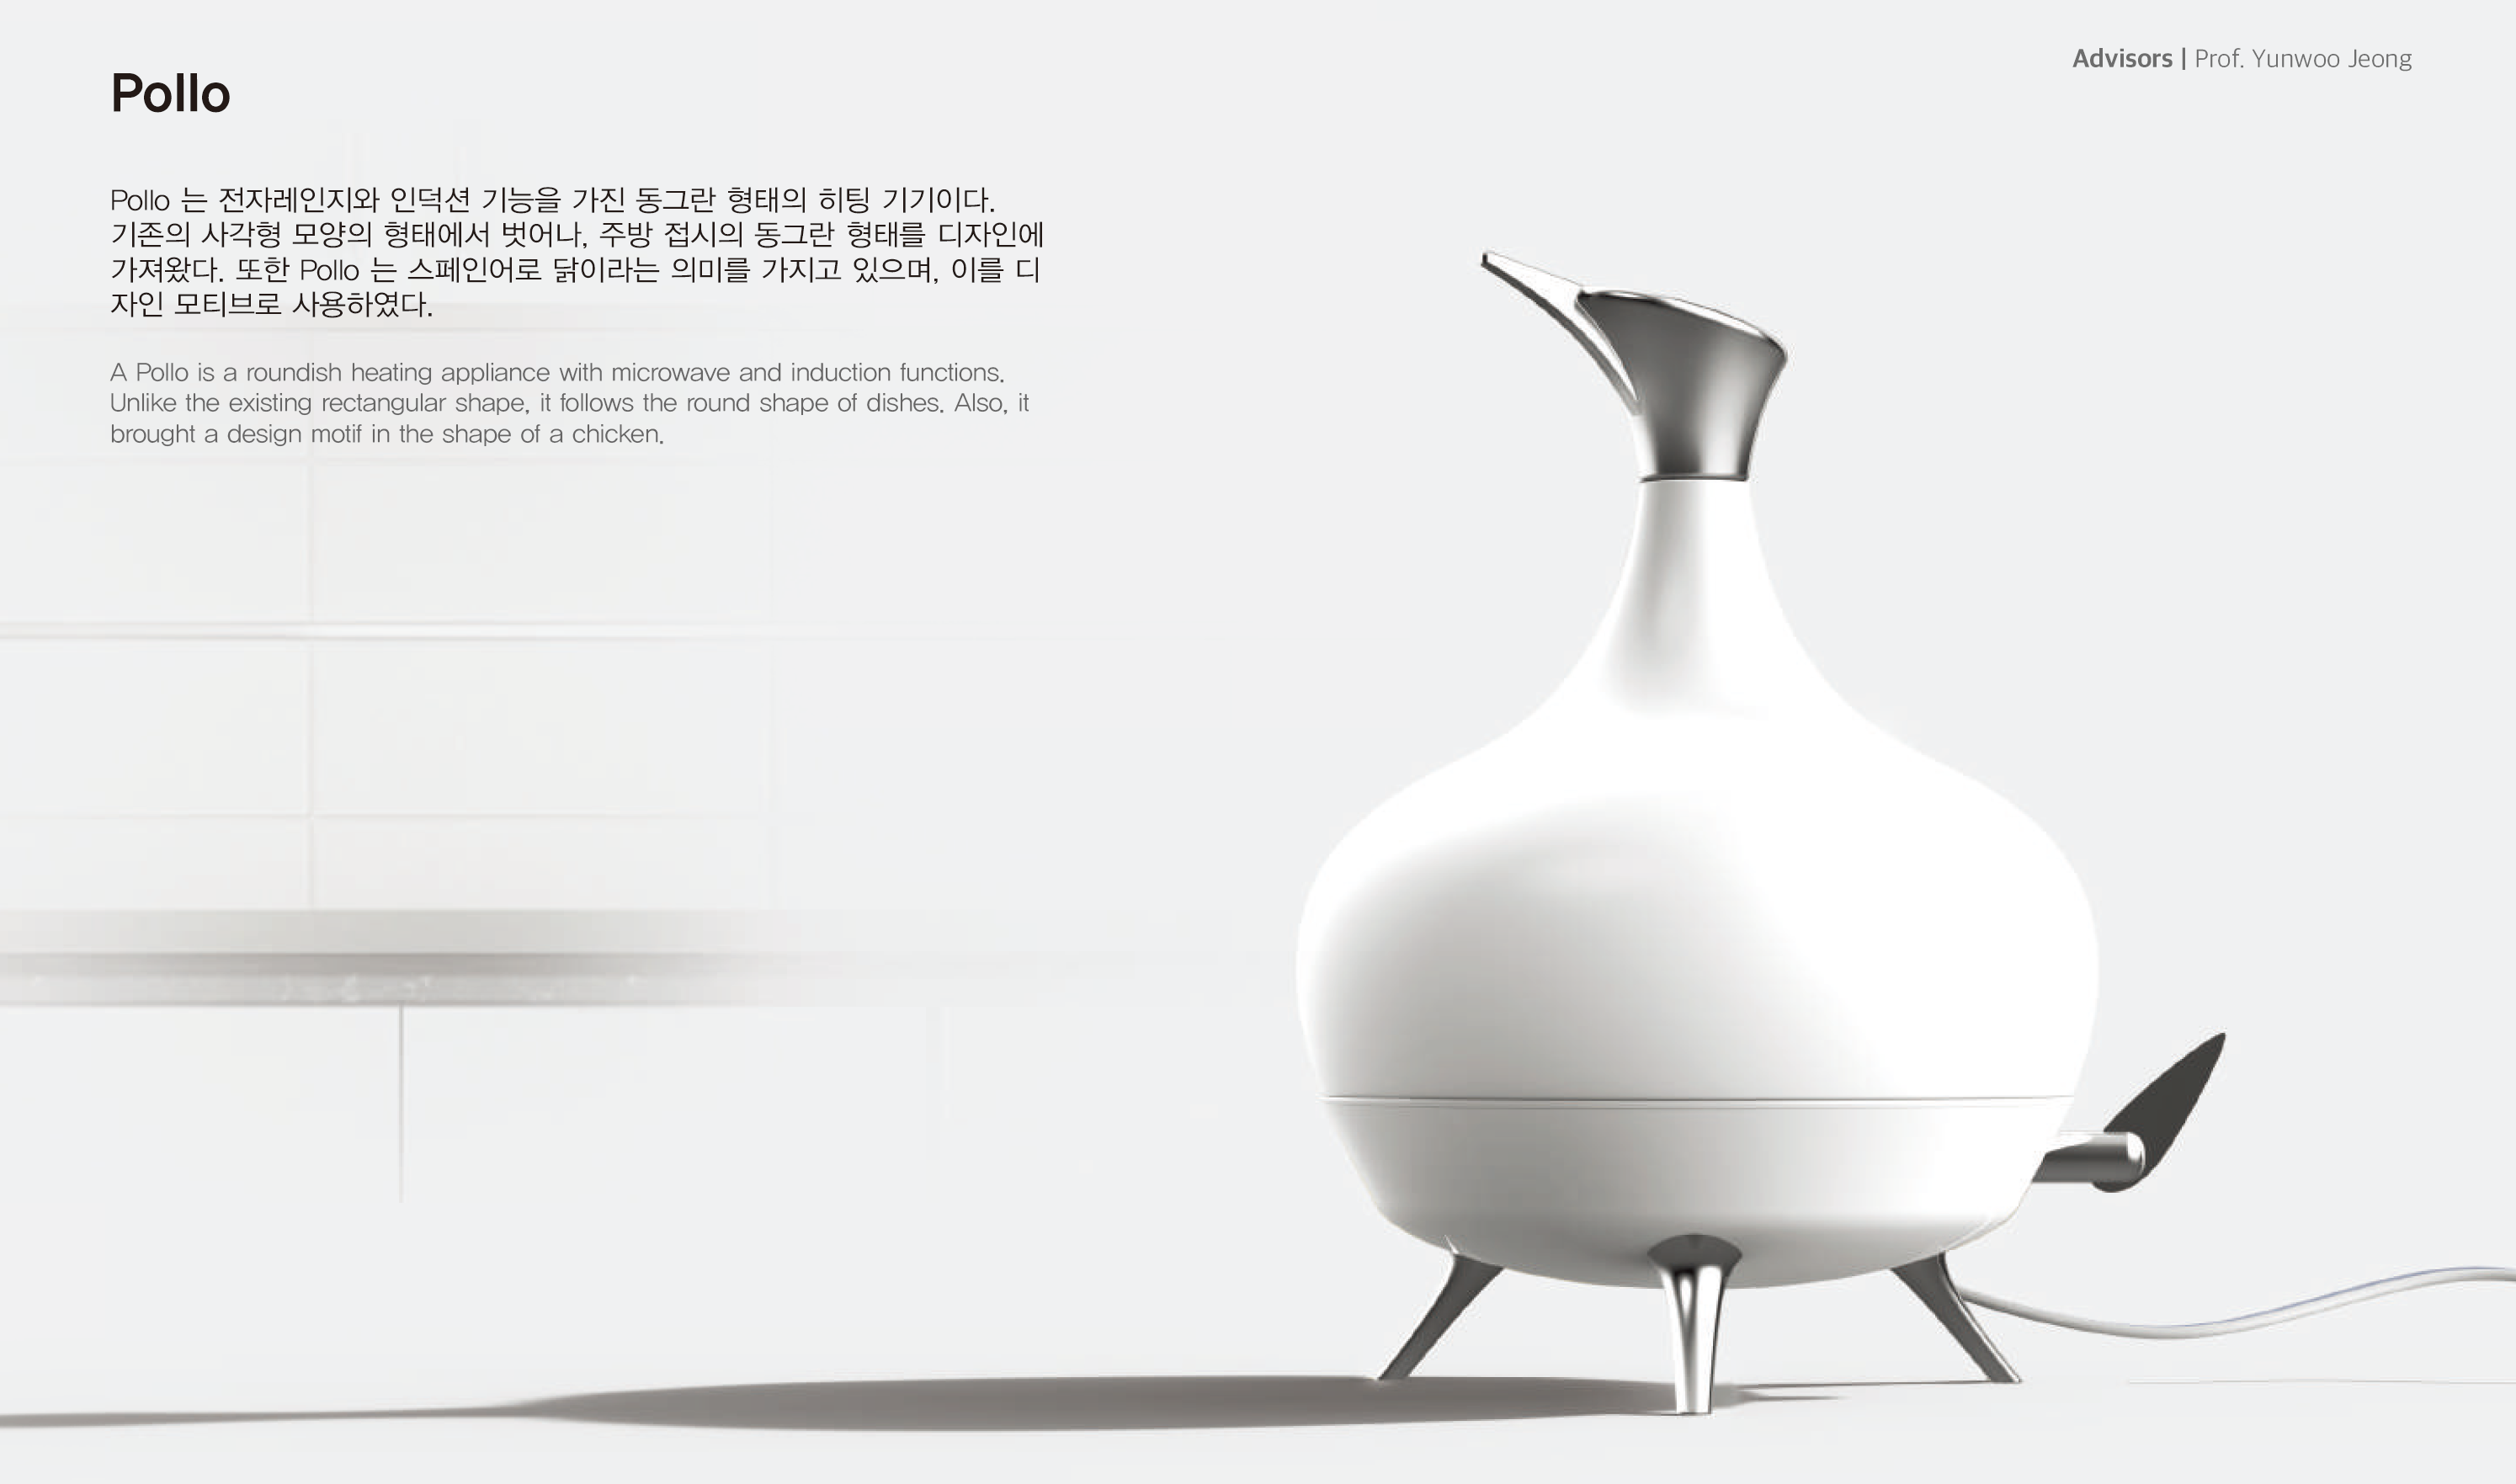 Advisors | Prof. Yunwoo Jeong
Pollo
Pollo 는 전자레인지와 인덕션 기능을 가진 동그란 형태의 히팅 기기이다.
기존의 사각형 모양의 형태에서 벗어나, 주방 접시의 동그란 형태를 디자인에
가져왔다. 또한 Pollo 는 스페인어로 닭이라는 의미를 가지고 있으며, 이를 디
자인 모티브로 사용하였다.
A Pollo is a roundish heating appliance with microwave and induction functions.
Unlike the existing rectangular shape, it follows the round shape of dishes. Also, it
brought a design motif in the shape of a chicken.